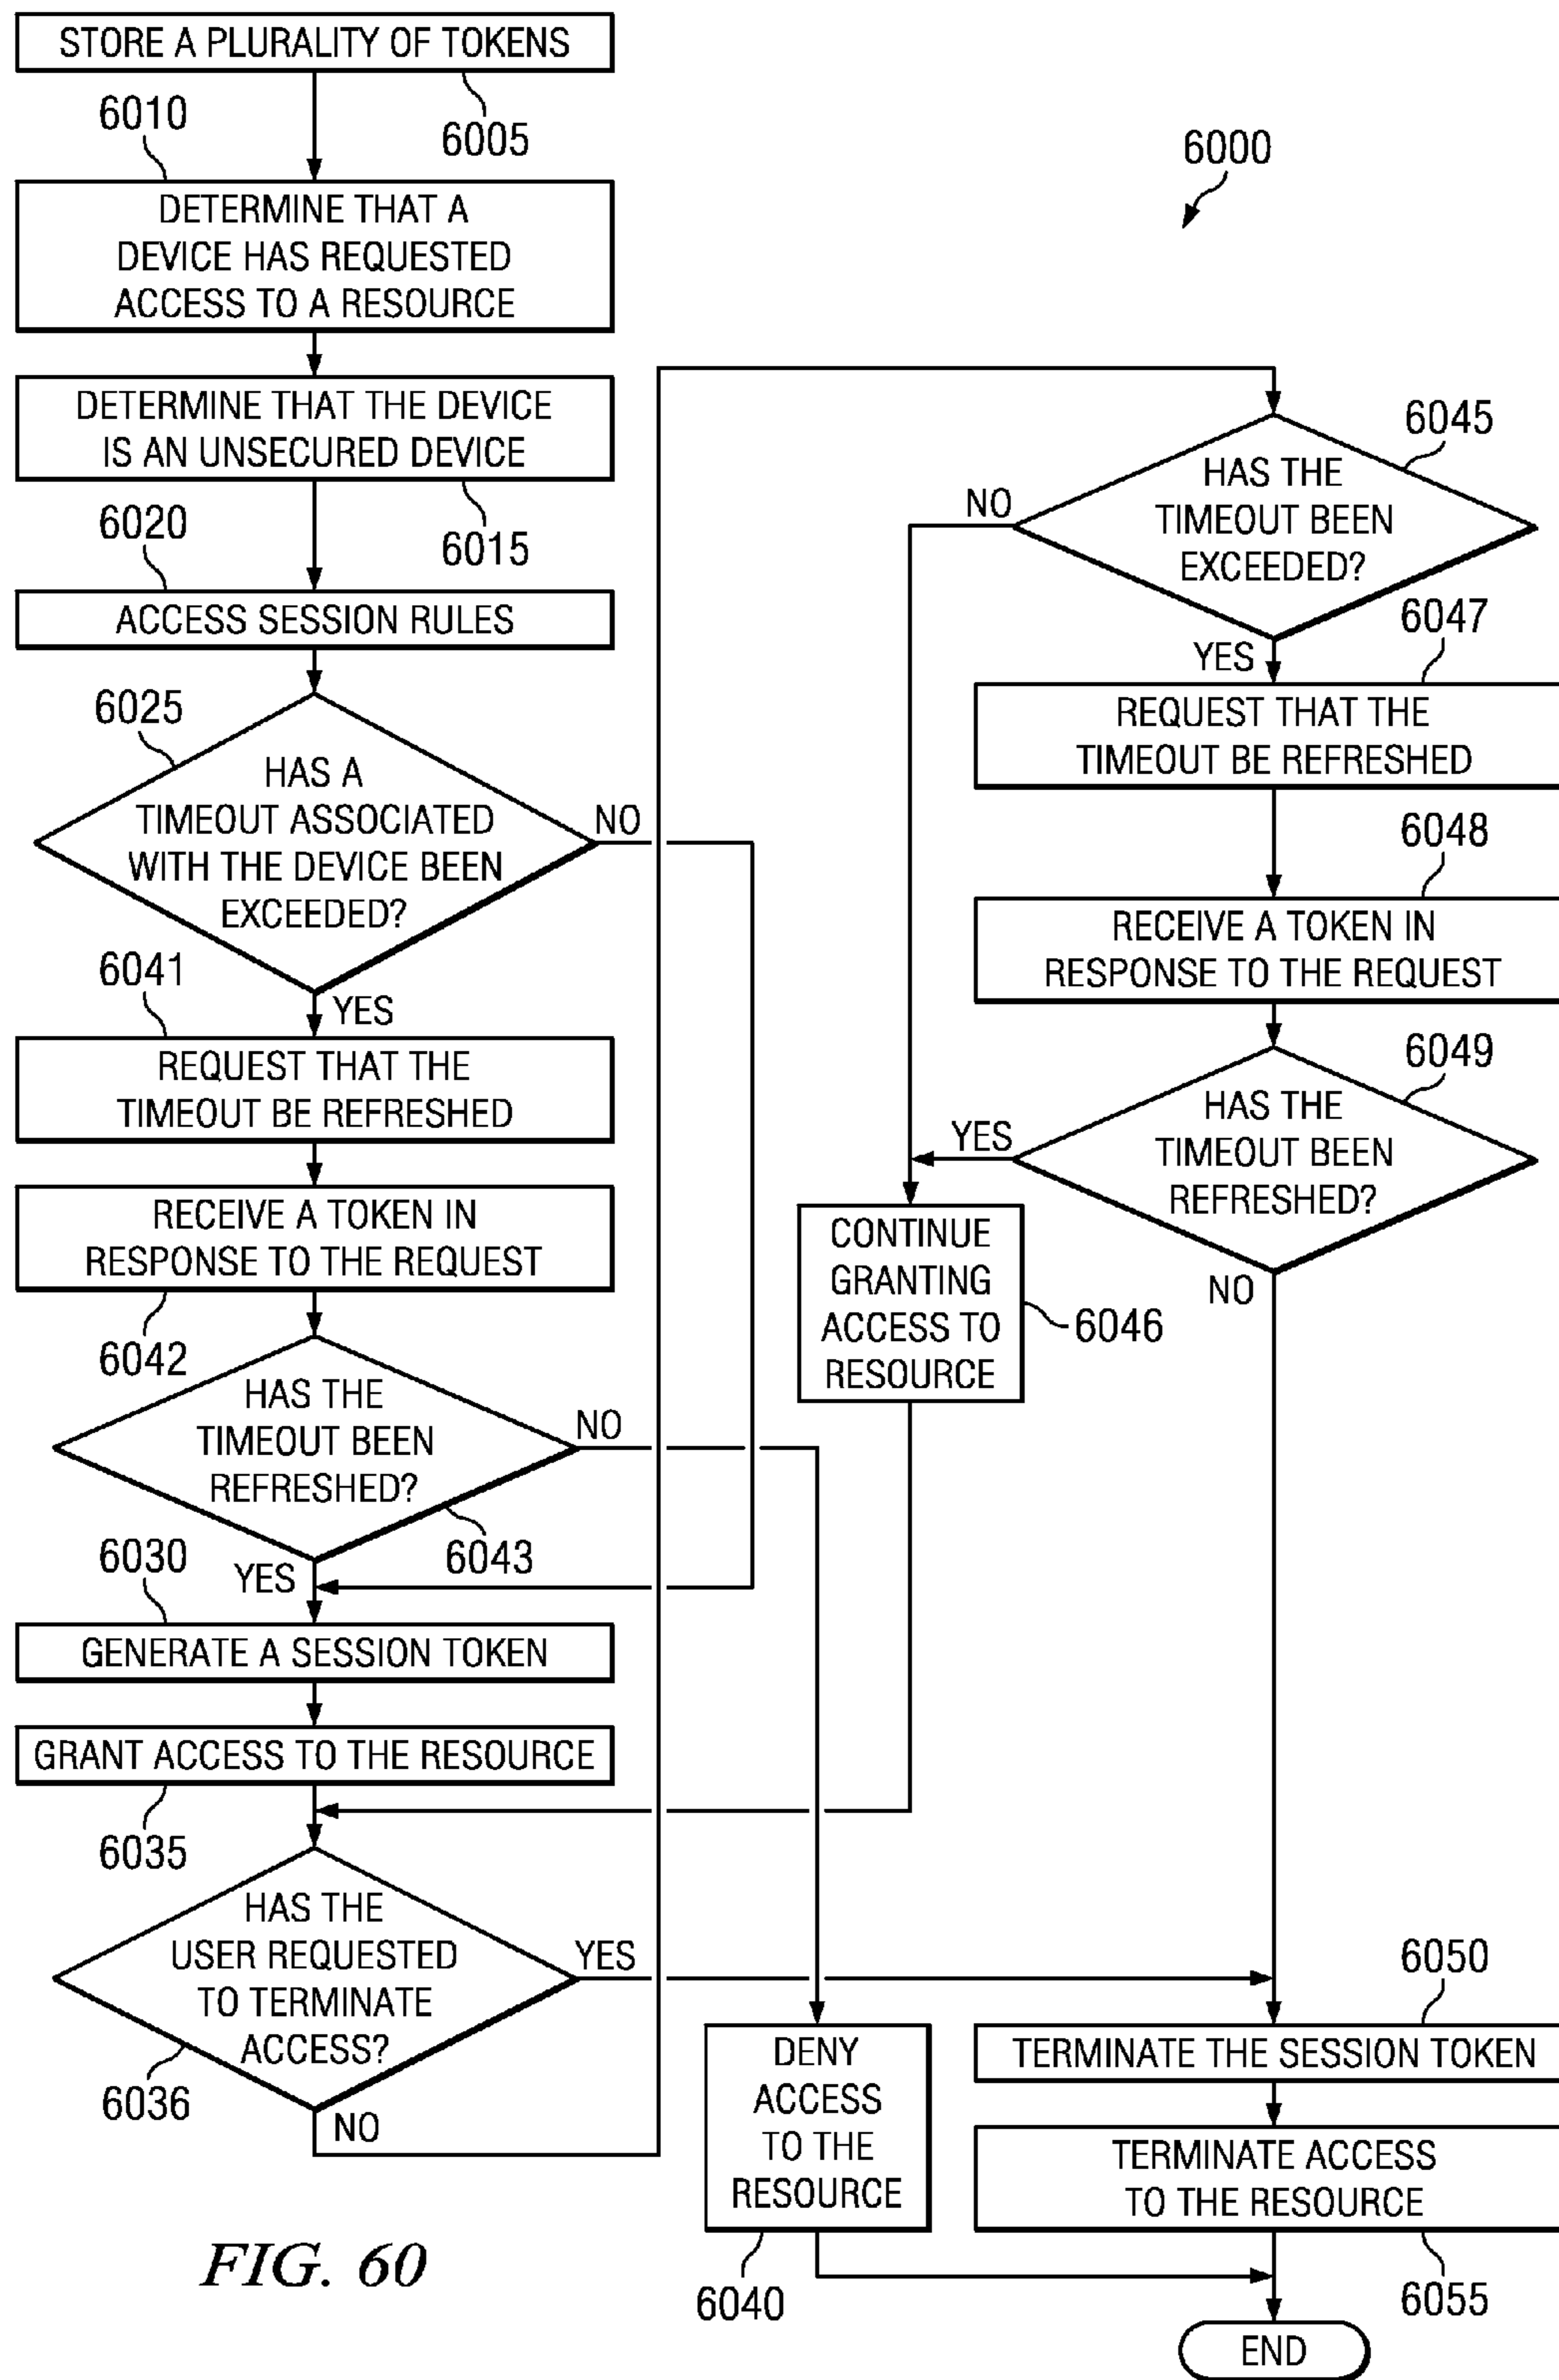 STORE A PLURALITY OF TOKENS
6005
6010
DETERMINE THAT A
DEVICE HAS REQUESTED
ACCESS TO A RESOURCE
DETERMINE THAT THE DEVICE
IS AN UNSECURED DEVICE
6015
6020
ACCESS SESSION RULES
6025
HAS A
TIMEOUT ASSOCIATED
WITH THE DEVICE BEEN
EXCEEDED?
NO
YES
6041
REQUEST THAT THE
TIMEOUT BE REFRESHED
RECEIVE A TOKEN IN
RESPONSE TO THE REQUEST
6042
HAS THE
TIMEOUT BEEN
REFRESHED?
NO
6043
YES
6030
GENERATE A SESSION TOKEN
GRANT ACCESS TO THE RESOURCE
6035
HAS THE
USER REQUESTED
TO TERMINATE
ACCESS?
YES
6036
NO
6000
6045
HAS THE
TIMEOUT BEEN
EXCEEDED?
NO
YES
6047
REQUEST THAT THE
TIMEOUT BE REFRESHED
6048
RECEIVE A TOKEN IN
RESPONSE TO THE REQUEST
6049
HAS THE
TIMEOUT BEEN
REFRESHED?
YES
NO
CONTINUE
GRANTING
ACCESS TO
RESOURCE
6046
DENY
ACCESS
TO THE
RESOURCE
6040
6050
TERMINATE THE SESSION TOKEN
TERMINATE ACCESS
TO THE RESOURCE
6055
END
FIG. 60